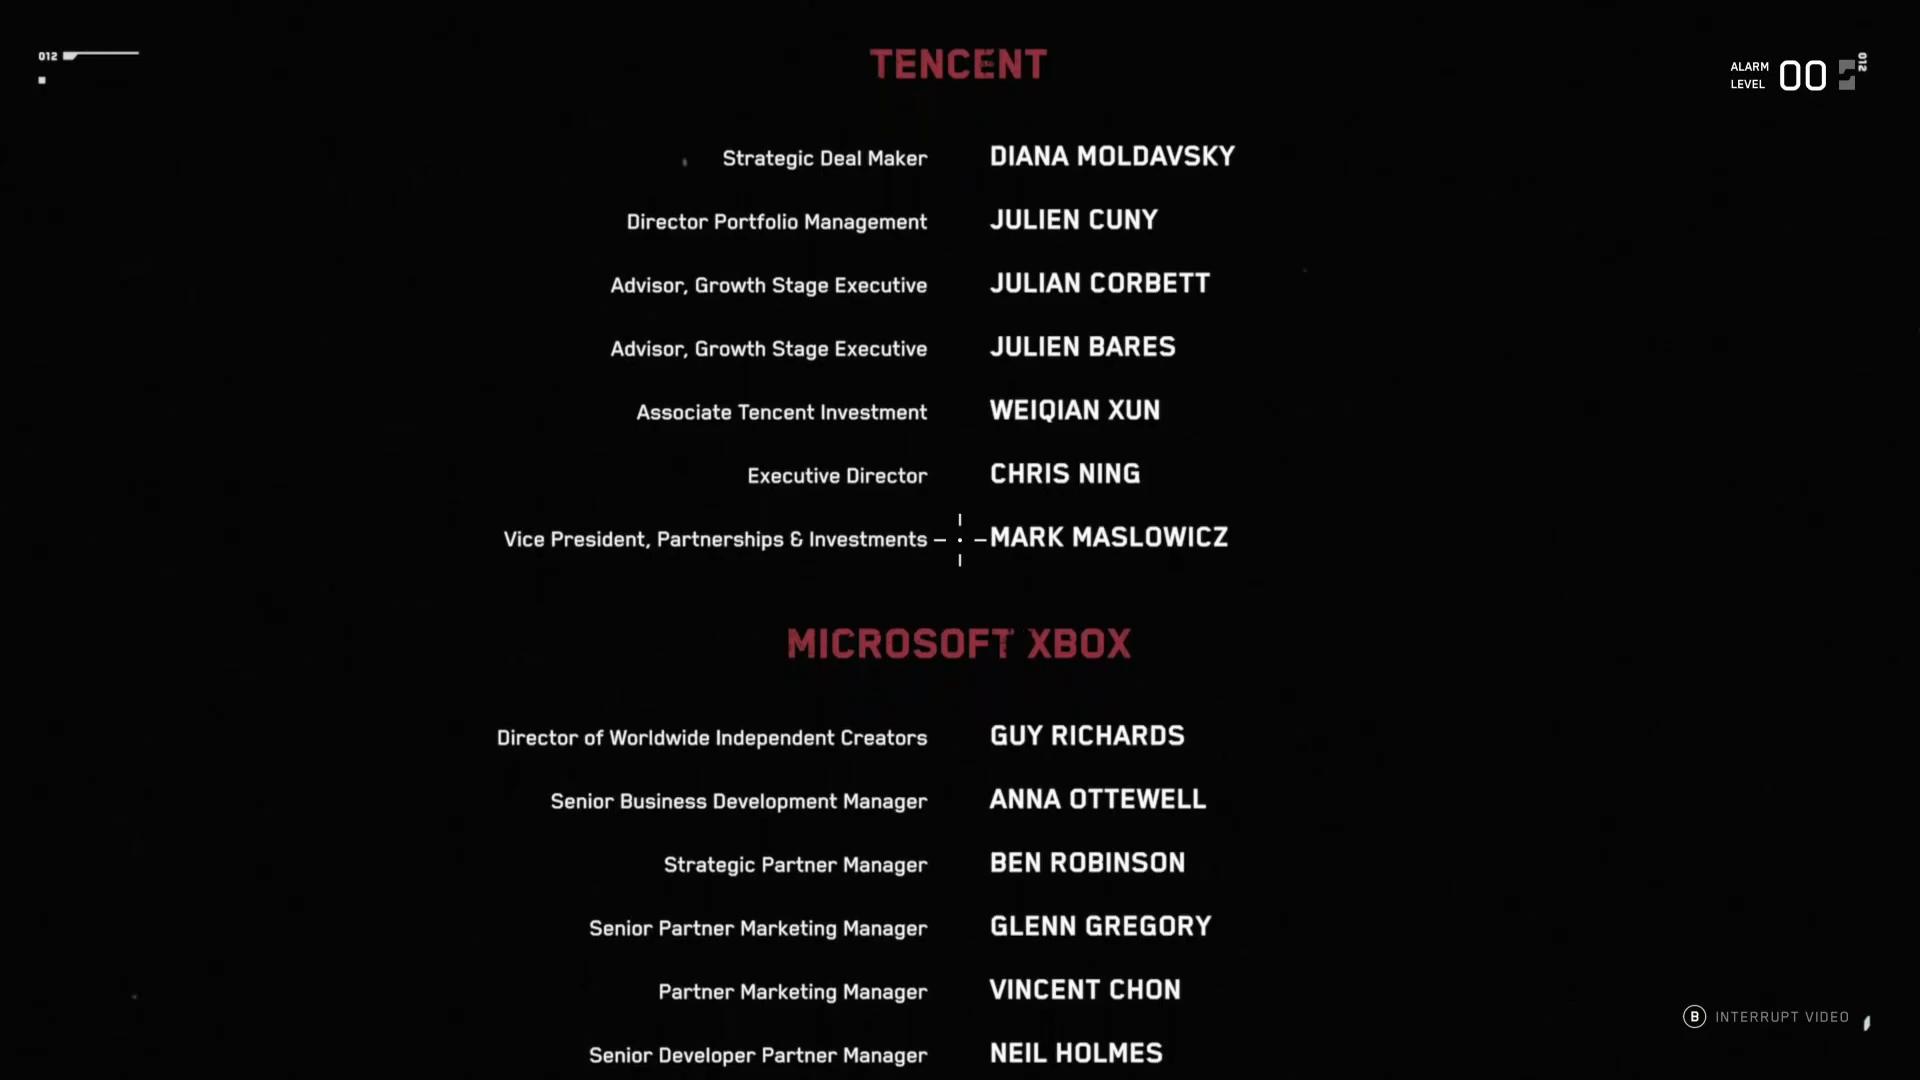 012
TENCENT
ALARM LEVEL 00 012
Strategic Deal Maker DIANA MOLDAVSKY
Director Portfolio Management JULIEN CUNY
Advisor, Growth Stage Executive JULIAN CORBETT
Advisor, Growth Stage Executive JULIEN BARES
Associate Tencent Investment WEIQIAN XUN
Executive Director CHRIS NING
Vice President, Partnerships & Investments MARK MASLOWICZ
MICROSOFT XBOX
Director of Worldwide Independent Creators GUY RICHARDS
Senior Business Development Manager ANNA OTTEWELL
Strategic Partner Manager BEN ROBINSON
Senior Partner Marketing Manager GLENN GREGORY
Partner Marketing Manager VINCENT CHON
B INTERRUPT VIDEO
Senior Developer Partner Manager NEIL HOLMES